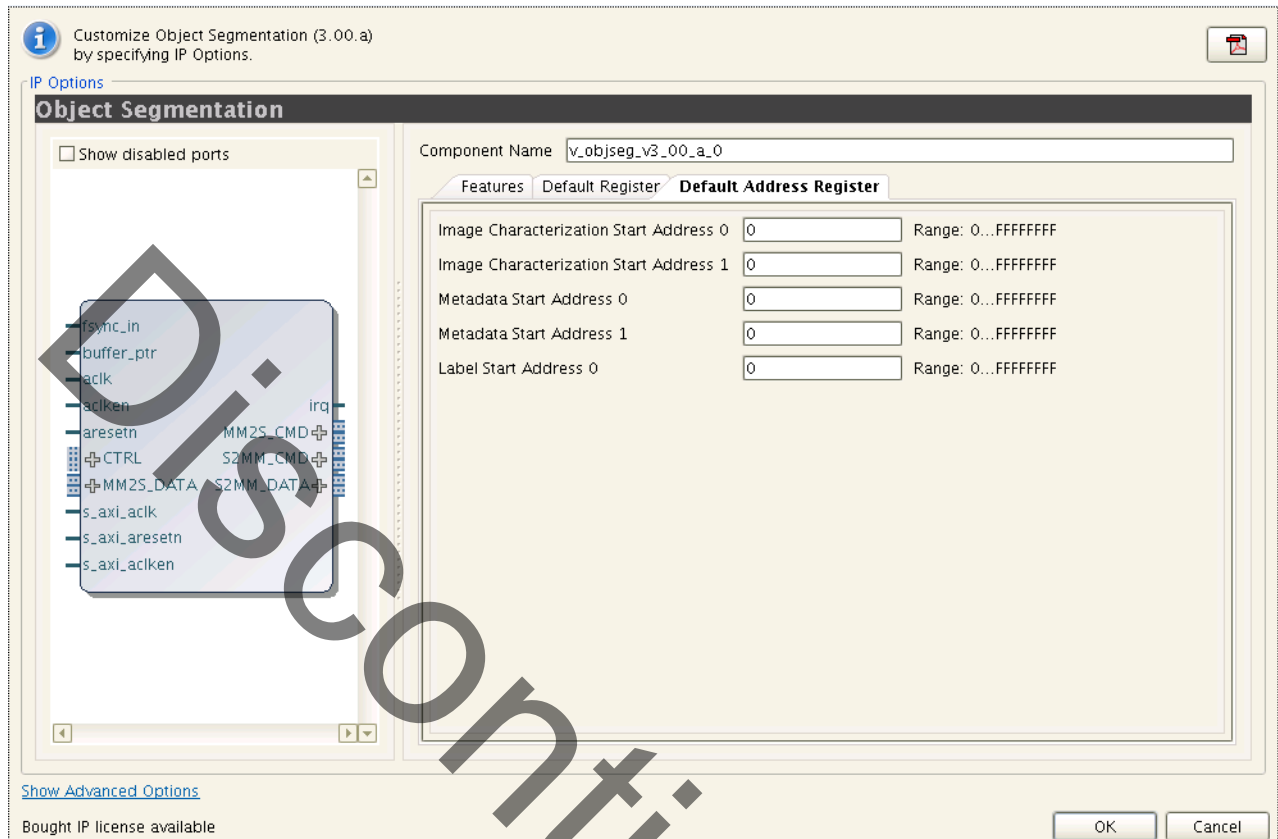 Customize Object Segmentation (3.00.a)
by specifying IP Options.
IP Options
Object Segmentation
Show disabled ports
fsync_in
buffer_ptr
aclk
aclken
irq
aresetn
MM2S_CMD
CTRL
S2MM_CMD
MM2S_DATA
S2MM_DATA
s_axi_aclk
s_axi_aresetn
s_axi_aclken
Component Name v_objseg_v3_00_a_0
Features Default Register Default Address Register
Image Characterization Start Address 0 0 Range: 0...FFFFFFFF
Image Characterization Start Address 1 0 Range: 0...FFFFFFFF
Metadata Start Address 0 0 Range: 0...FFFFFFFF
Metadata Start Address 1 0 Range: 0...FFFFFFFF
Label Start Address 0 0 Range: 0...FFFFFFFF
Show Advanced Options
Bought IP license available
OK Cancel
Disconti